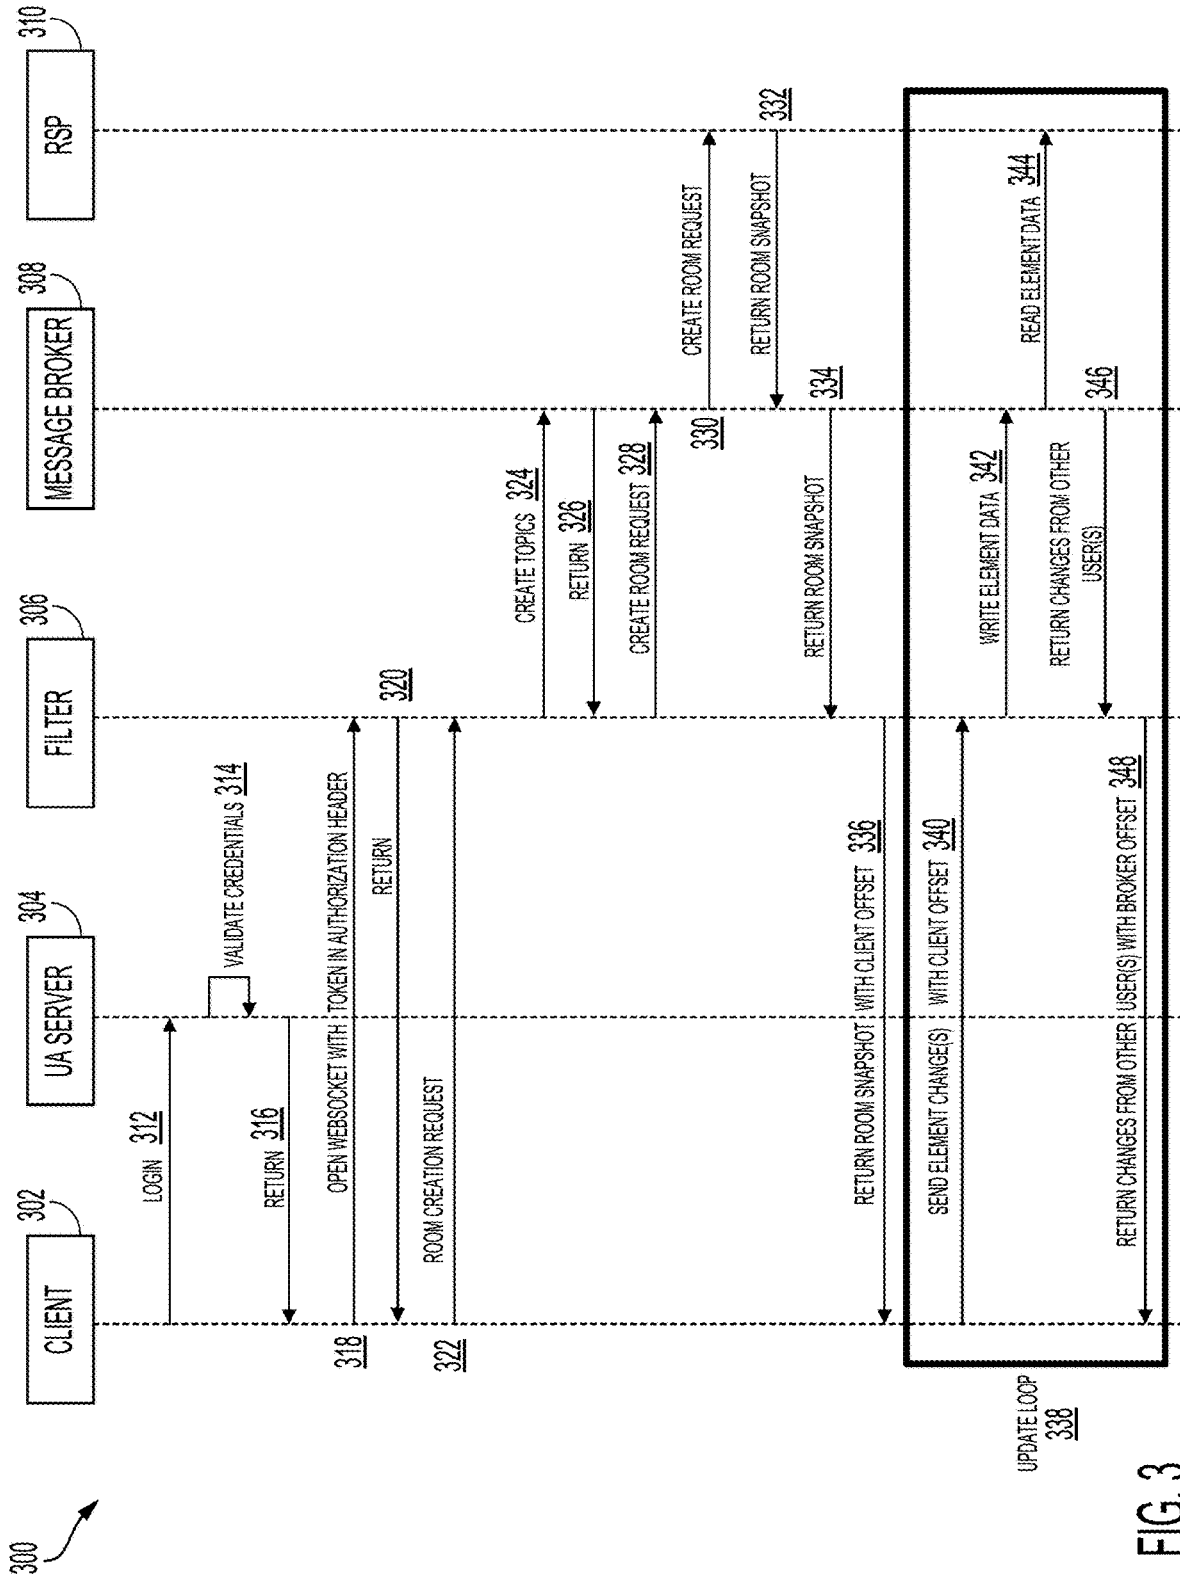 300
CLIENT
302
UA SERVER
304
FILTER
306
MESSAGE BROKER
308
RSP
310
LOGIN 312
VALIDATE CREDENTIALS 314
RETURN 316
318
OPEN WEBSOCKET WITH TOKEN IN AUTHORIZATION HEADER
RETURN
320
322
ROOM CREATION REQUEST
CREATE TOPICS 324
RETURN 326
CREATE ROOM REQUEST 328
330
CREATE ROOM REQUEST
RETURN ROOM SNAPSHOT
332
RETURN ROOM SNAPSHOT
334
RETURN ROOM SNAPSHOT WITH CLIENT OFFSET 336
UPDATE LOOP
338
SEND ELEMENT CHANGE(S) WITH CLIENT OFFSET 340
WRITE ELEMENT DATA 342
READ ELEMENT DATA 344
RETURN CHANGES FROM OTHER
USER(S)
346
RETURN CHANGES FROM OTHER USER(S) WITH BROKER OFFSET 348
FIG. 3